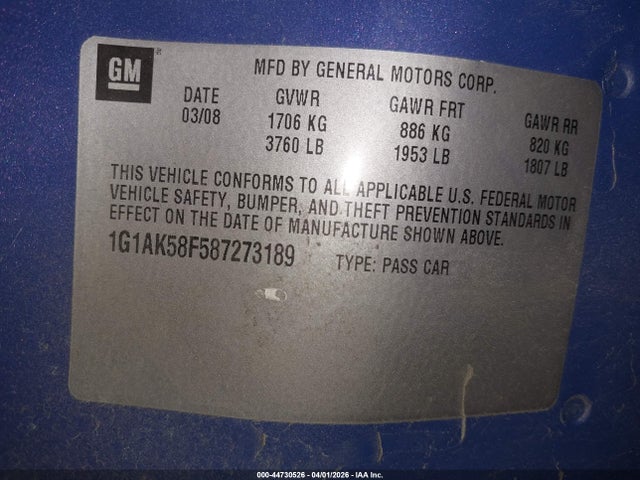 GM
MFD BY GENERAL MOTORS CORP.
DATE GVWR GAWR FRT GAWR RR
03/08 1706 KG 886 KG 820 KG
3760 LB 1953 LB 1807 LB
THIS VEHICLE CONFORMS TO ALL APPLICABLE U.S. FEDERAL MOTOR
VEHICLE SAFETY, BUMPER, AND THEFT PREVENTION STANDARDS IN
EFFECT ON THE DATE OF MANUFACTURE SHOWN ABOVE.
1G1AK58F587273189 TYPE: PASS CAR
000-44730526 - 04/01/2026 - IAA Inc.